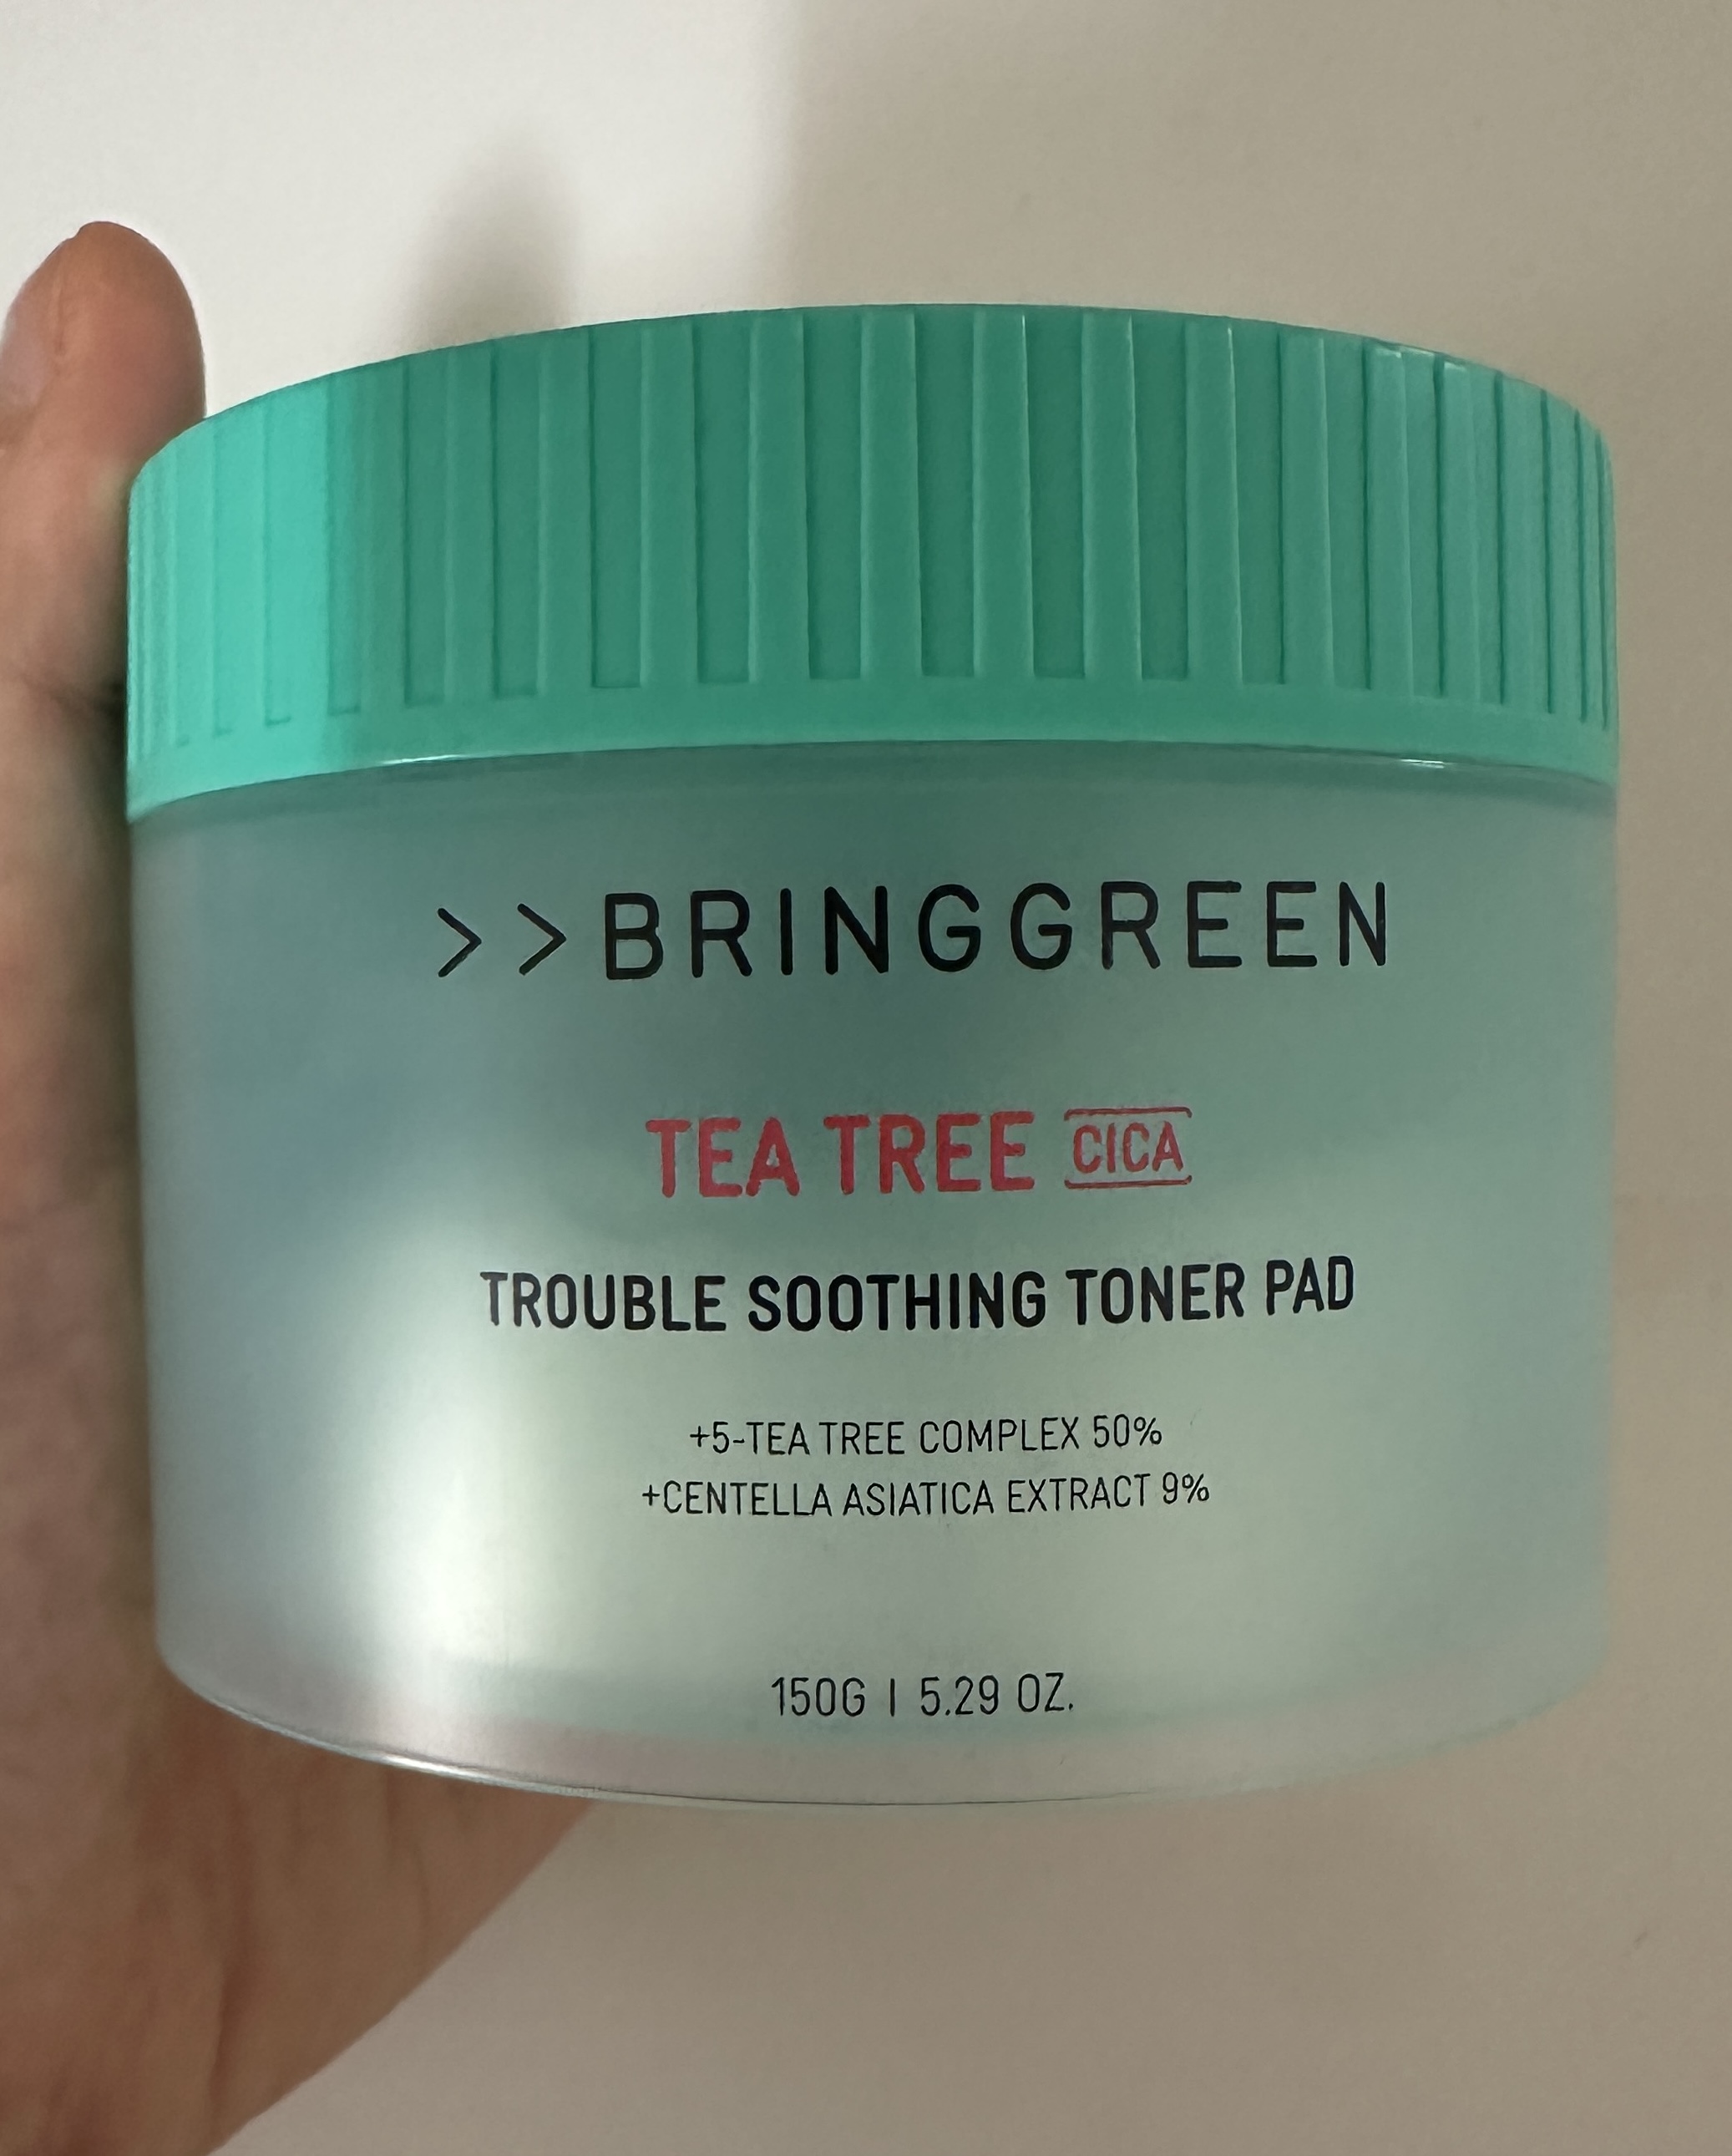 >>BRINGGREEN
TEA TREE CICA
TROUBLE SOOTHING TONER PAD
+5-TEA TREE COMPLEX 50%
+CENTELLA ASIATICA EXTRACT 9%
150G | 5.29 OZ.